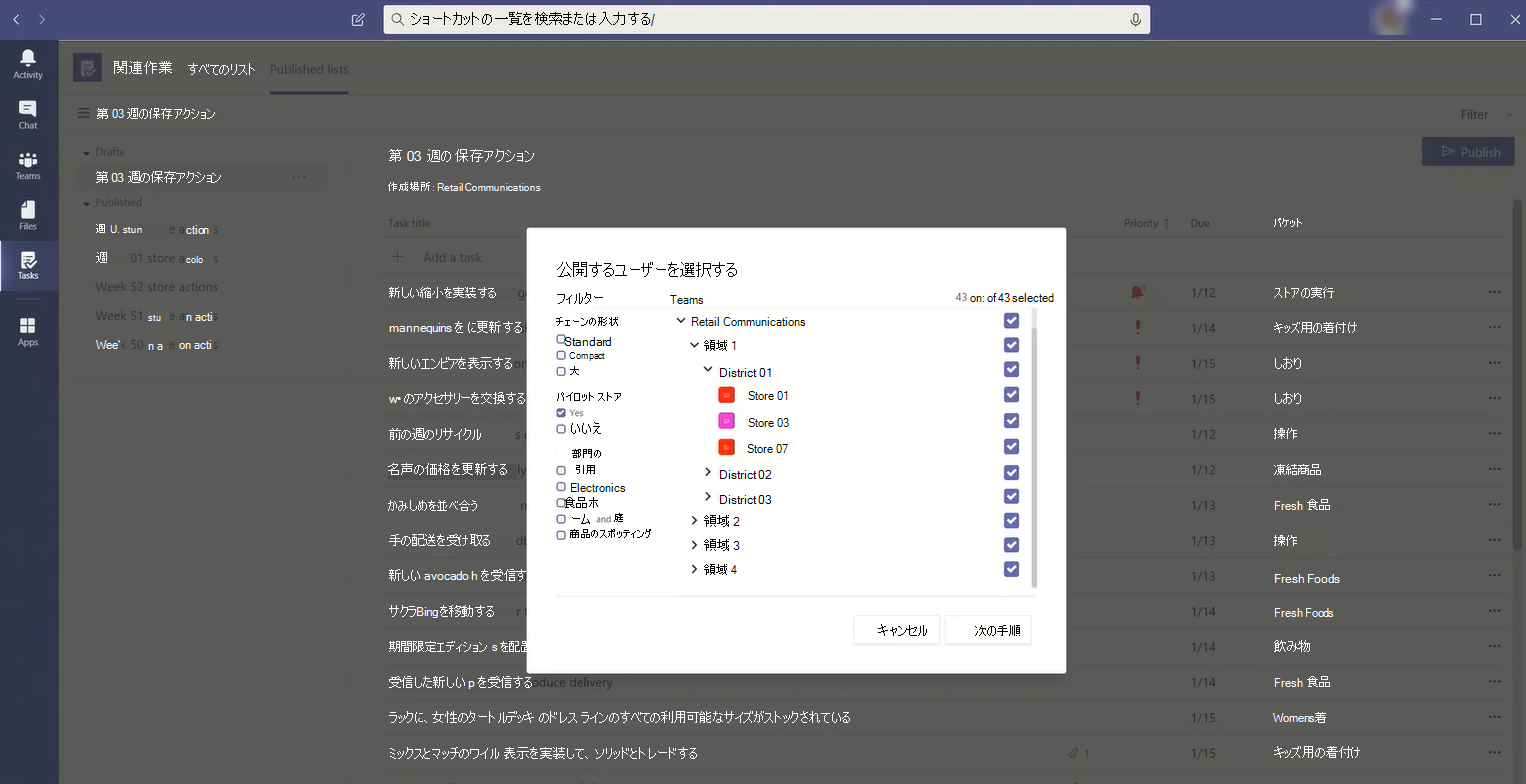 ショートカットの一覧を検索または入力する/
Activity
Chat
Teams
Files
Tasks
Apps
関連作業 すべてのリスト Published lists
第 03 週の保存アクション
Filter
Drafts
第 03 週の保存アクション
Published
週 U. stun e action s
週 01 store a colo s
Week 52 store actions
Week 51 stu n acti
Wee' 50 n a e on acti
第 03 週の 保存アクション
Publish
作成場所 : Retail Communications
Task title Priority ↑ Due パケット
Add a task
新しい縮小を実装する 1/12 ストアの実行
mannequins をに更新する 1/14 キッズ用の着付け
新しいエンピアを表示する on 1/15 しおり
w• のアクセサリーを交換する 1/15 しおり
前の週のリサイクル s 1/12 操作
名声の価格を更新する ly 1/12 凍結商品
かみしめを並べ合う n 1/13 Fresh 食品
手の配送を受け取る db 1/13 操作
新しい avocado h を受信す 1/13 Fresh Foods
サクラBingを移動する r t 1/14 Fresh Foods
期間限定エディション s を配置 1/14 飲み物
受信した新しい p を受信する oduce delivery 1/14 Fresh 食品
ラックに、女性のタートルデッキ のドレス ラインのすべての利用可能なサイズがストックされている 1/15 Womens着
ミックスとマッチのワイル 表示を実装して、ソリッドとトレードする 1 1/15 キッズ用の着付け
公開するユーザーを選択する
フィルター
チェーンの形状
Standard
Compact
大
パイロット ストア
Yes
いいえ
部門の
引用
Electronics
食品ホ
ーム and 庭
商品のスポッティング
Teams 43 on: of 43 selected
Retail Communications
領域 1
District 01
Store 01
Store 03
Store 07
District 02
District 03
領域 2
領域 3
領域 4
キャンセル 次の手順